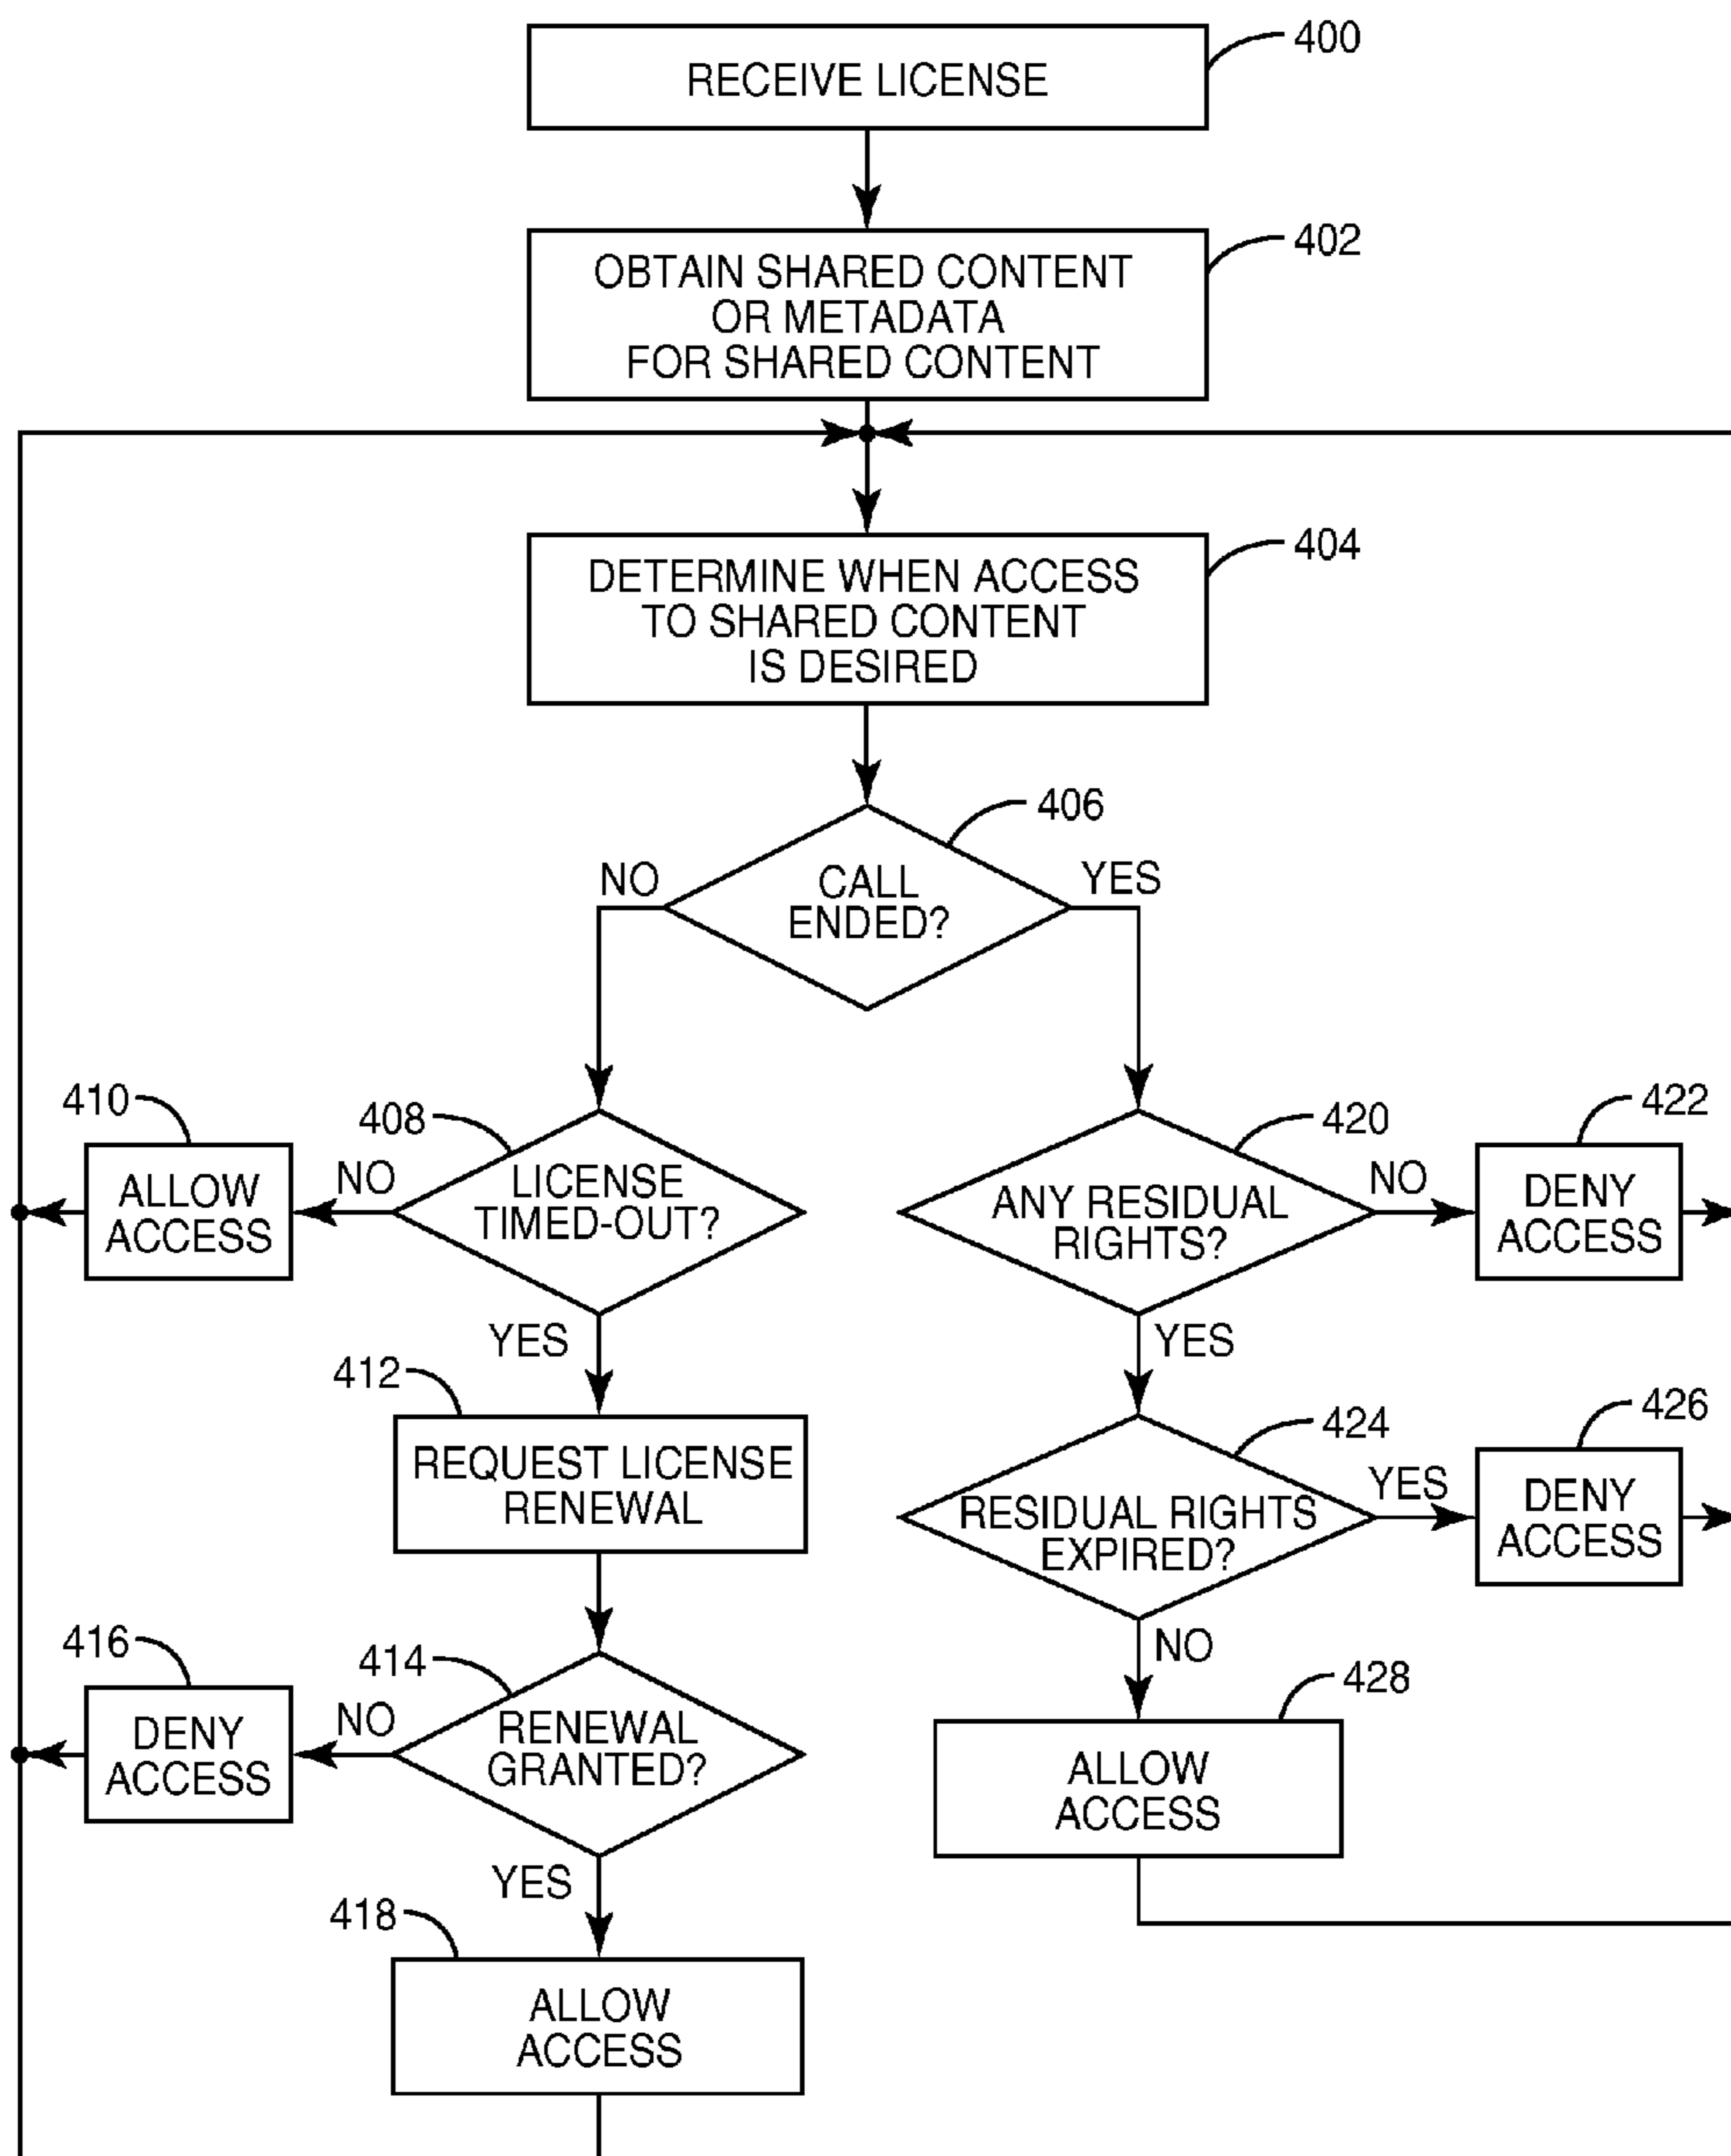 400
RECEIVE LICENSE
402
OBTAIN SHARED CONTENT
OR METADATA
FOR SHARED CONTENT
404
DETERMINE WHEN ACCESS
TO SHARED CONTENT
IS DESIRED
406
CALL
ENDED?
NO
YES
410
ALLOW
ACCESS
NO
408
LICENSE
TIMED-OUT?
YES
420
ANY RESIDUAL
RIGHTS?
NO
422
DENY
ACCESS
YES
412
REQUEST LICENSE
RENEWAL
424
RESIDUAL RIGHTS
EXPIRED?
YES
426
DENY
ACCESS
NO
416
DENY
ACCESS
NO
414
RENEWAL
GRANTED?
YES
428
ALLOW
ACCESS
418
ALLOW
ACCESS